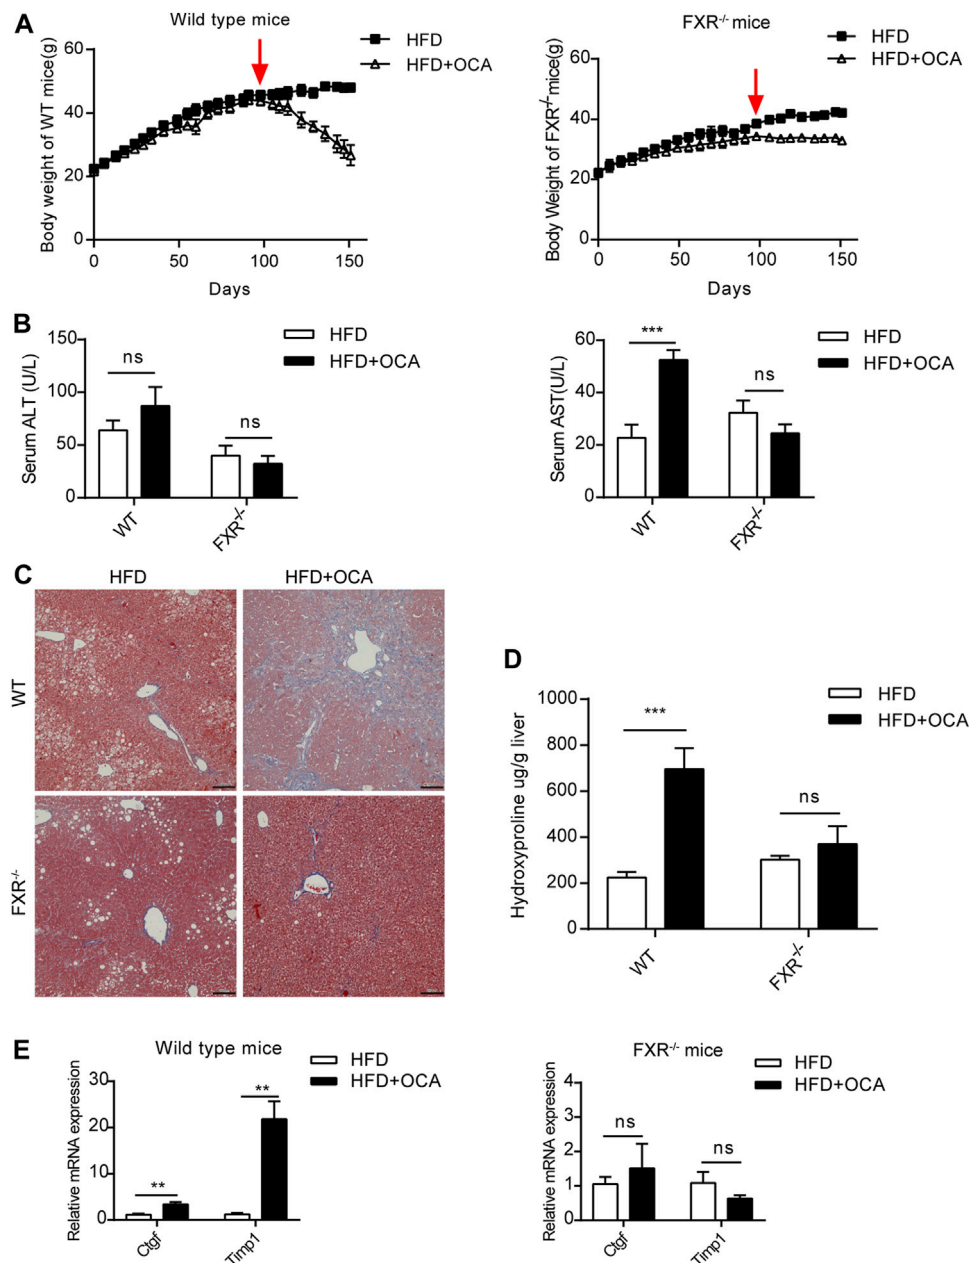 A
Wild type mice
HFD
HFD+OCA
Body weight of WT mice(g)
60
40
20
0
0 50 100 150
Days
FXR-/- mice
HFD
HFD+OCA
Body Weight of FXR-/-mice(g)
60
40
20
0
0 50 100 150
Days
B
HFD
HFD+OCA
Serum ALT (U/L)
150
100
50
0
ns
ns
WT
FXR-/-
HFD
HFD+OCA
Serum AST(U/L)
60
40
20
0
***
ns
WT
FXR-/-
C
HFD
HFD+OCA
WT
FXR-/-
D
HFD
HFD+OCA
Hydroxyproline ug/g liver
1000
800
600
400
200
0
***
ns
WT
FXR-/-
E
Wild type mice
HFD
HFD+OCA
Relative mRNA expression
30
20
10
0
**
**
Ctgf
Timp1
FXR-/- mice
HFD
HFD+OCA
Relative mRNA expression
4
3
2
1
0
ns
ns
Ctgf
Timp1